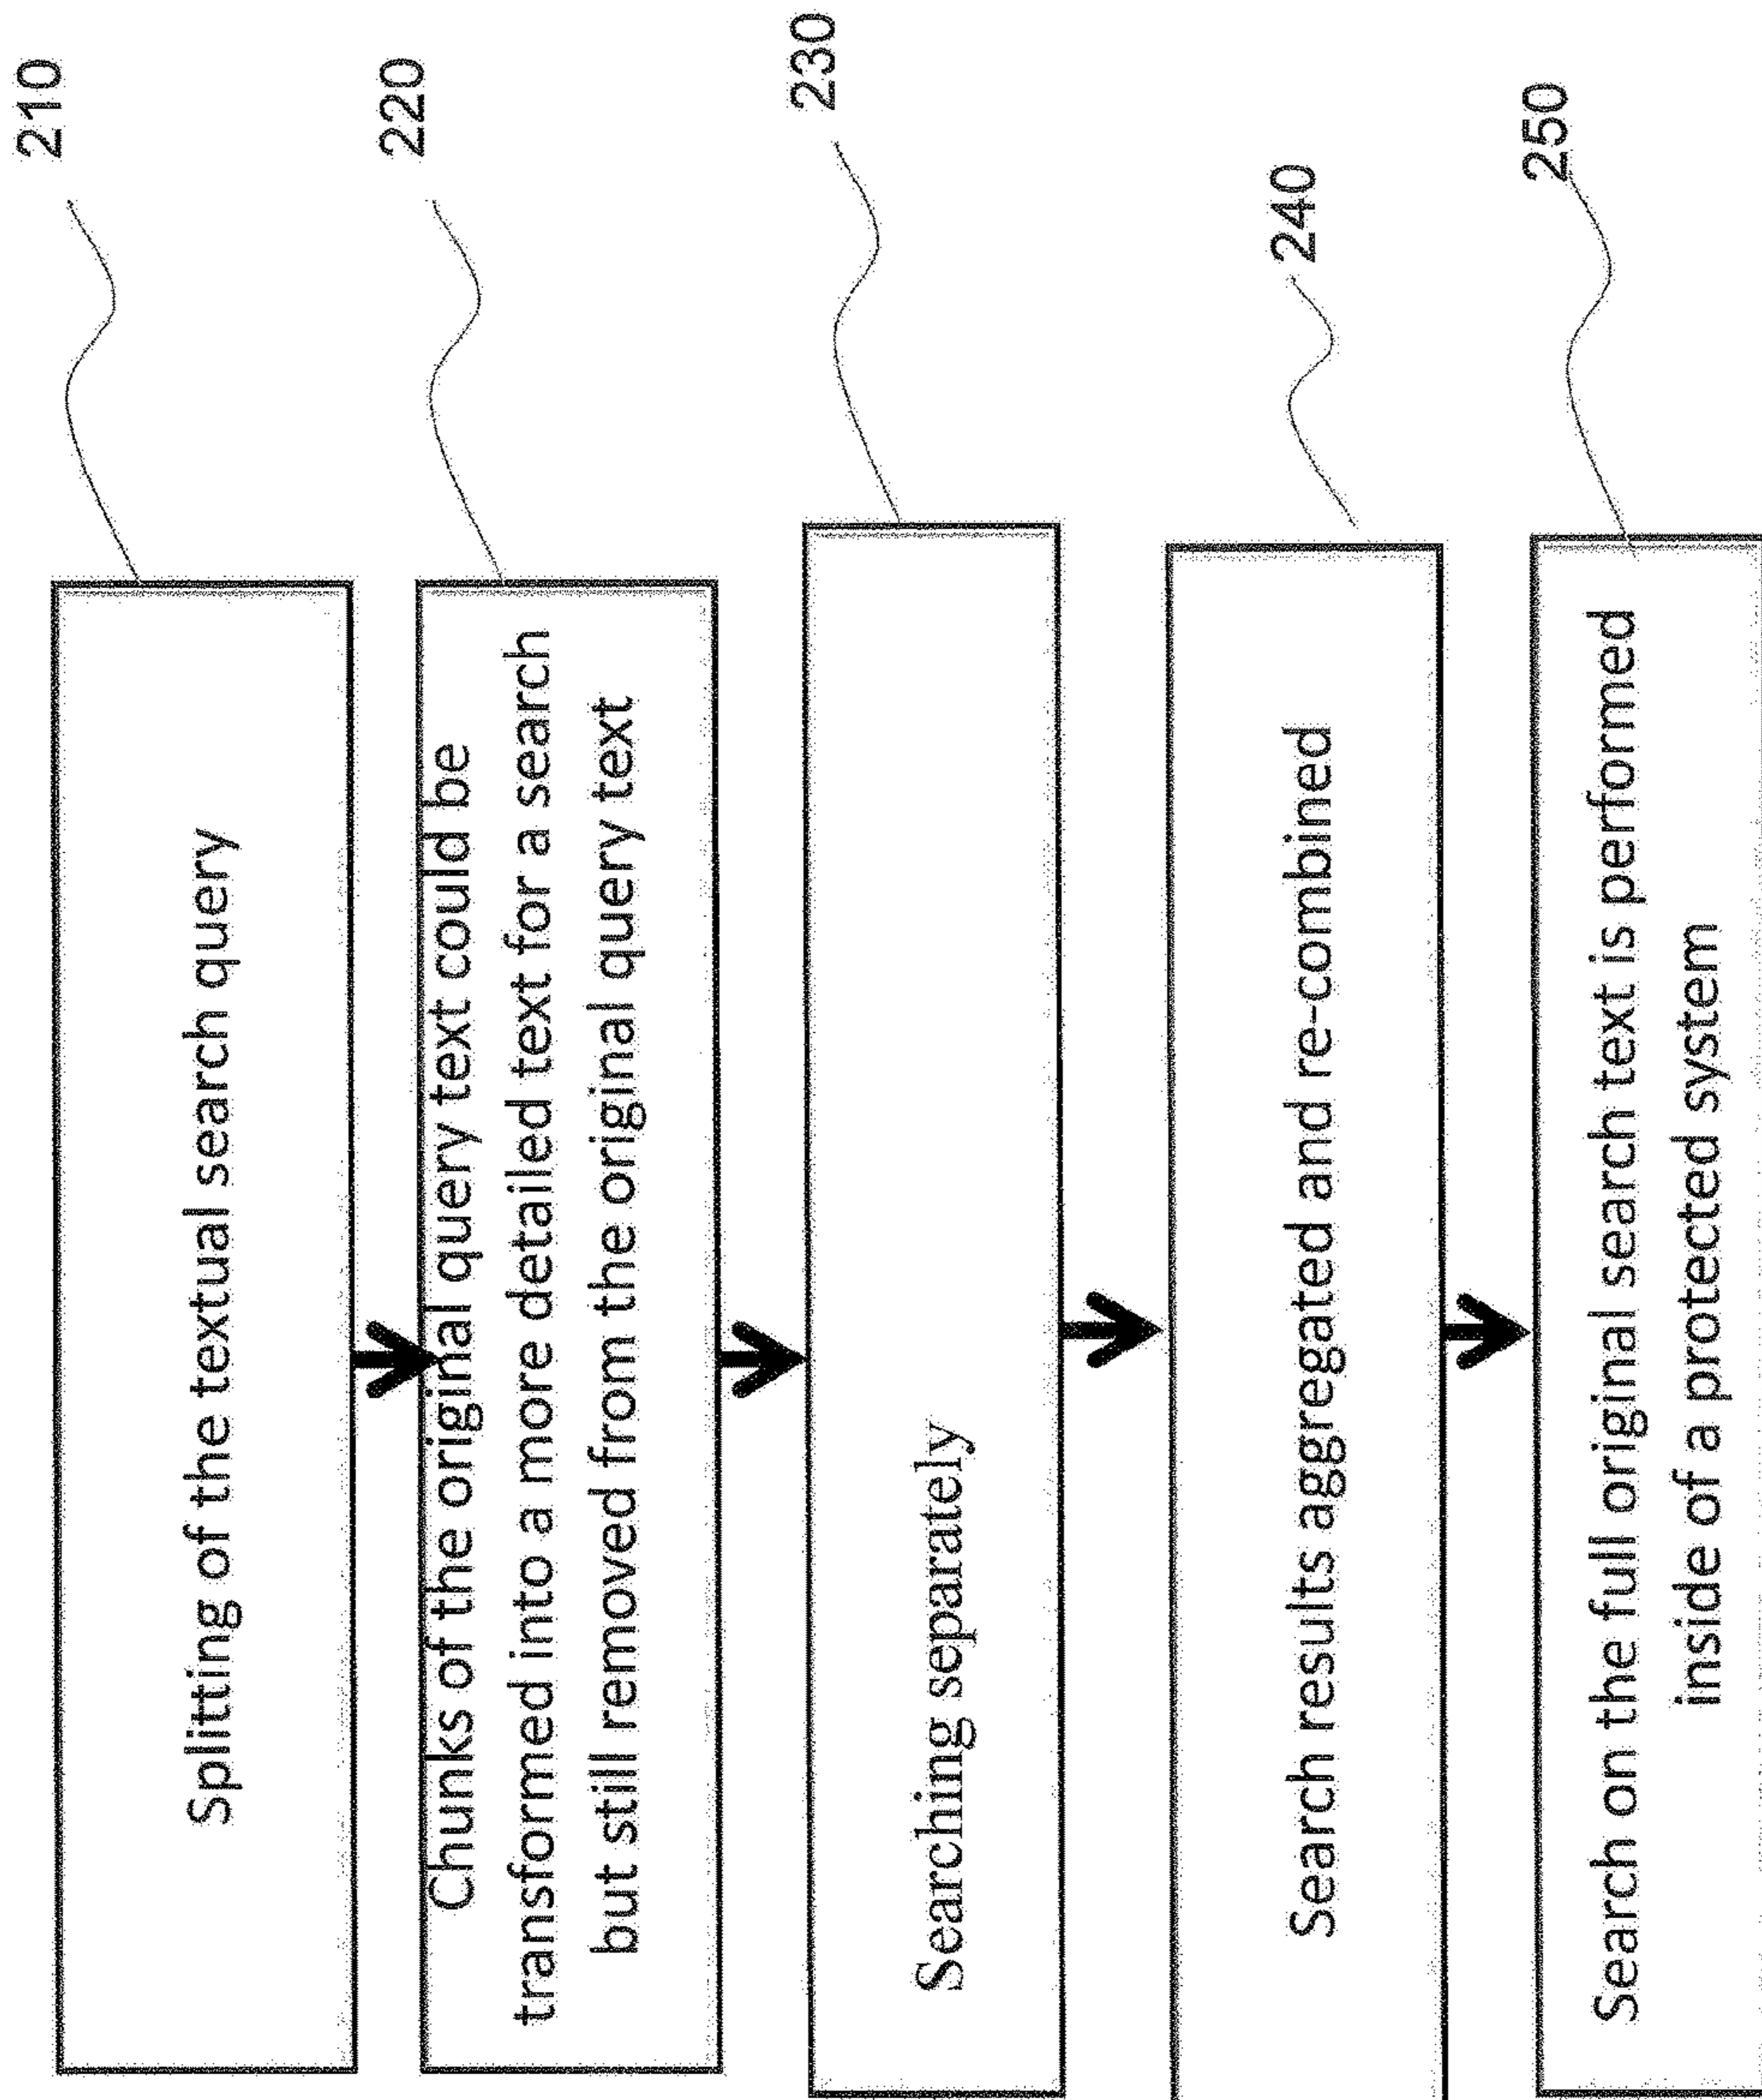 210
Splitting of the textual search query
220
Chunks of the original query text could be
transformed into a more detailed text for a search
but still removed from the original query text
230
Searching separately
240
Search results aggregated and re-combined
250
Search on the full original search text is performed
inside of a protected system